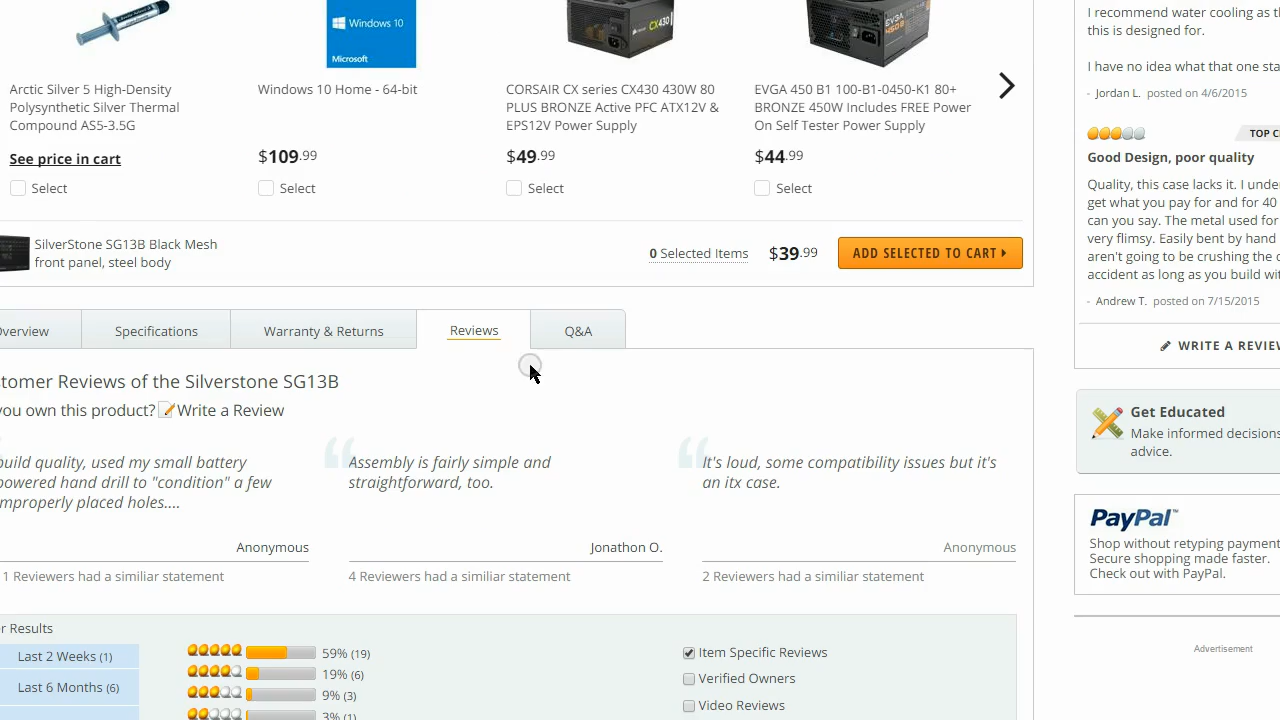 Windows 10
Microsoft
CX430
EVGA
Arctic Silver 5 High-Density
Polysynthetic Silver Thermal
Compound AS5-3.5G
See price in cart
Select
Windows 10 Home - 64-bit
$109.99
Select
CORSAIR CX series CX430 430W 80
PLUS BRONZE Active PFC ATX12V &
EPS12V Power Supply
$49.99
Select
EVGA 450 B1 100-B1-0450-K1 80+
BRONZE 450W Includes FREE Power
On Self Tester Power Supply
$44.99
Select
SilverStone SG13B Black Mesh
front panel, steel body
0 Selected Items
$39.99
ADD SELECTED TO CART
Overview
Specifications
Warranty & Returns
Reviews
Q&A
stomer Reviews of the Silverstone SG13B
you own this product? Write a Review
build quality, used my small battery
powered hand drill to "condition" a few
improperly placed holes....
Anonymous
1 Reviewers had a similiar statement
Assembly is fairly simple and
straightforward, too.
Jonathon O.
4 Reviewers had a similiar statement
It's loud, some compatibility issues but it's
an itx case.
Anonymous
2 Reviewers had a similiar statement
r Results
Last 2 Weeks (1)
Last 6 Months (6)
59% (19)
19% (6)
9% (3)
3% (1)
Item Specific Reviews
Verified Owners
Video Reviews
I recommend water cooling as th
this is designed for.
I have no idea what that one sta
- Jordan L. posted on 4/6/2015
TOP C
Good Design, poor quality
Quality, this case lacks it. I under
get what you pay for and for 40
can you say. The metal used for
very flimsy. Easily bent by hand
aren't going to be crushing the c
accident as long as you build wit
- Andrew T. posted on 7/15/2015
WRITE A REVIEW
Get Educated
Make informed decisions
advice.
PayPal™
Shop without retyping payment
Secure shopping made faster.
Check out with PayPal.
Advertisement